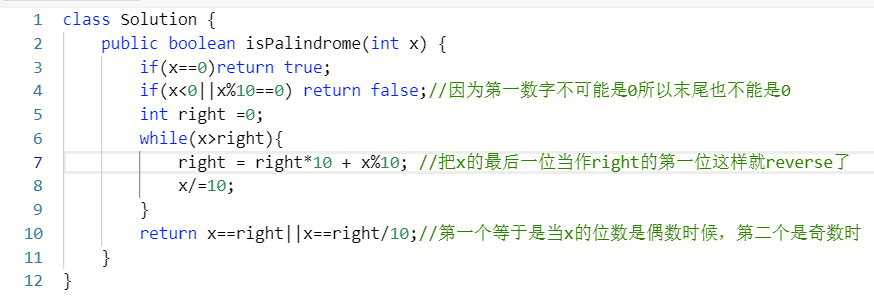 1 class Solution {
2 public boolean isPalindrome(int x) {
3 if(x==0)return true;
4 if(x<0||x%10==0) return false;//因为第一数字不可能是0所以末尾也不能是0
5 int right =0;
6 while(x>right){
7 right = right*10 + x%10; //把x的最后一位当作right的第一位这样就reverse了
8 x/=10;
9 }
10 return x==right||x==right/10;//第一个等于是当x的位数是偶数时候，第二个是奇数时
11 }
12 }